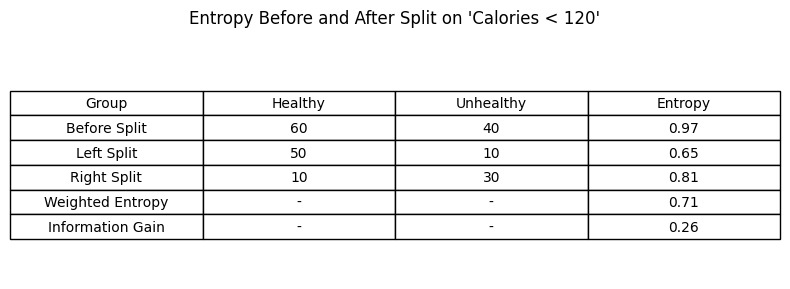 Entropy Before and After Split on 'Calories < 120'
Group Healthy Unhealthy Entropy
Before Split 60 40 0.97
Left Split 50 10 0.65
Right Split 10 30 0.81
Weighted Entropy - - 0.71
Information Gain - - 0.26